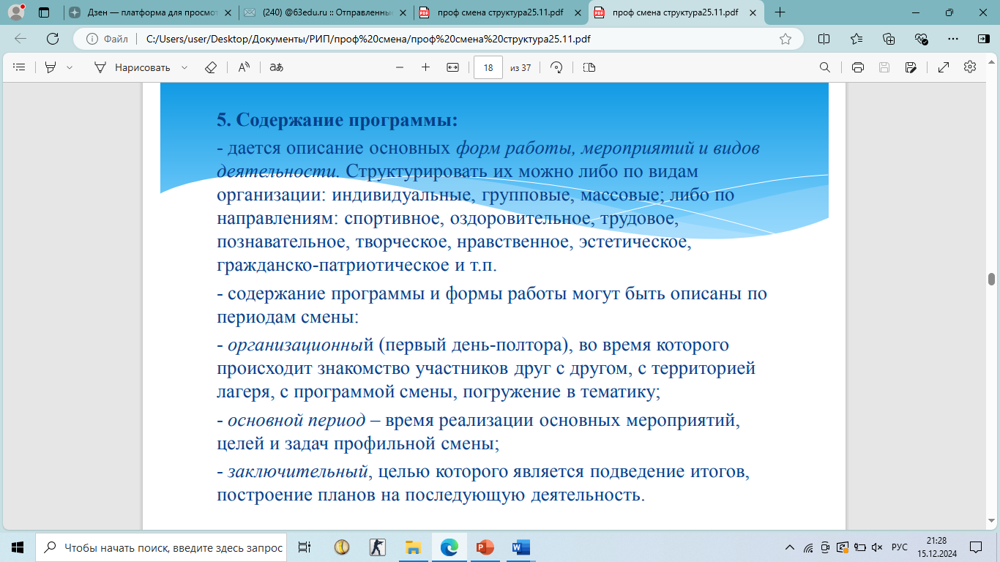 Дзен — платформа для просмот
(240) @63edu.ru :: Отправленные
проф смена структура25.11.pdf
проф смена структура25.11.pdf
Файл
C:/Users/user/Desktop/Документы/РИП/проф%20смена/проф%20смена%20структура25.11.pdf
Нарисовать
18
из 37
5. Содержание программы:
- дается описание основных форм работы, мероприятий и видов
деятельности. Структурировать их можно либо по видам
организации: индивидуальные, групповые, массовые; либо по
направлениям: спортивное, оздоровительное, трудовое,
познавательное, творческое, нравственное, эстетическое,
гражданско-патриотическое и т.п.
- содержание программы и формы работы могут быть описаны по
периодам смены:
- организационный (первый день-полтора), во время которого
происходит знакомство участников друг с другом, с территорией
лагеря, с программой смены, погружение в тематику;
- основной период – время реализации основных мероприятий,
целей и задач профильной смены;
- заключительный, целью которого является подведение итогов,
построение планов на последующую деятельность.
Чтобы начать поиск, введите здесь запрос
РУС
21:28
15.12.2024